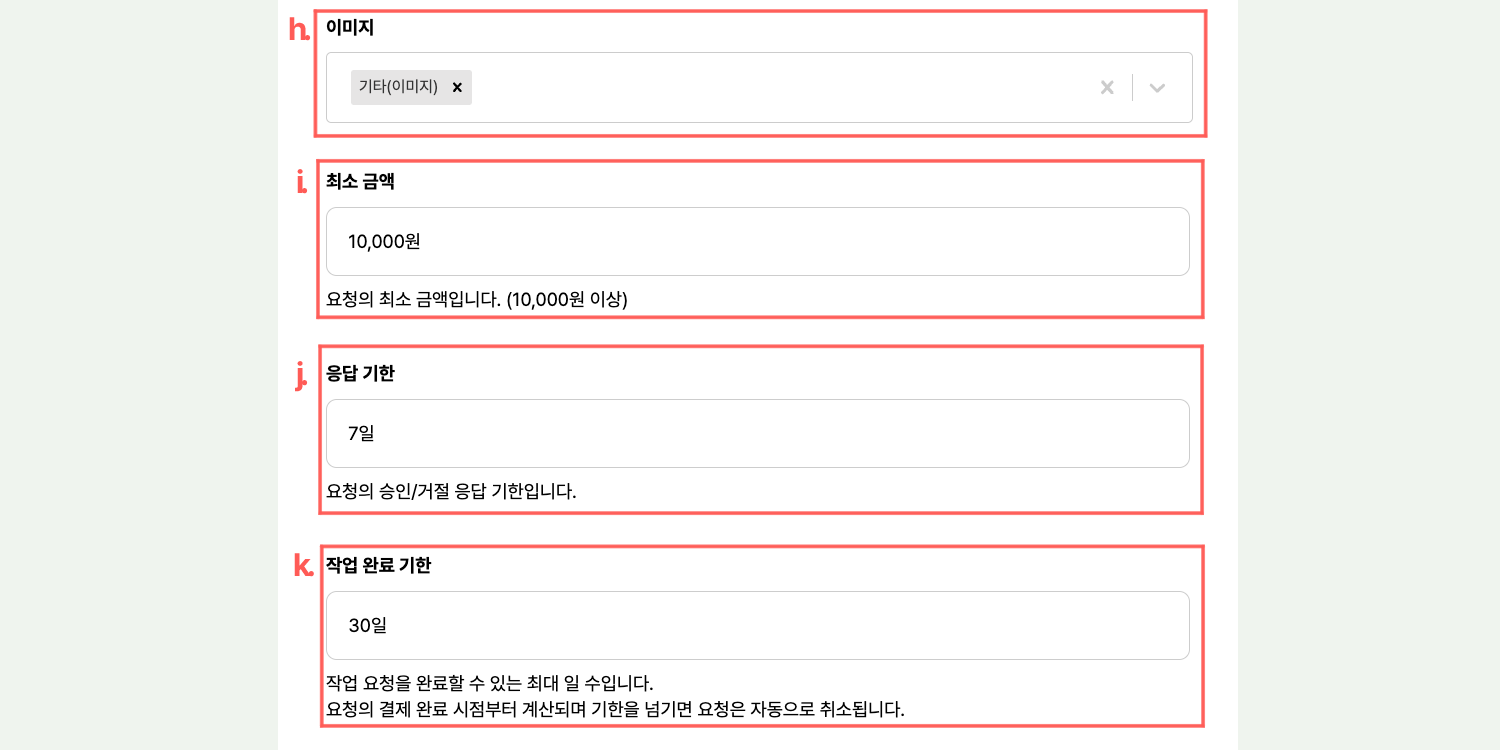 h. 이미지
기타(이미지) ×
i. 최소 금액
10,000원
요청의 최소 금액입니다. (10,000원 이상)
j. 응답 기한
7일
요청의 승인/거절 응답 기한입니다.
k. 작업 완료 기한
30일
작업 요청을 완료할 수 있는 최대 일 수입니다.
요청의 결제 완료 시점부터 계산되며 기한을 넘기면 요청은 자동으로 취소됩니다.